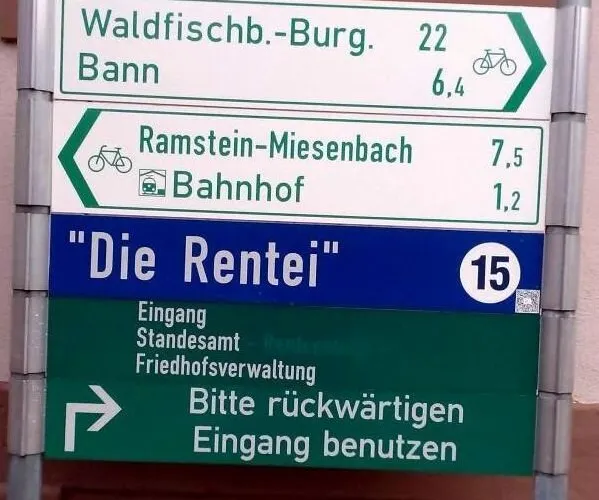 Waldfischb.-Burg. 22
Bann 6,4
Ramstein-Miesenbach 7,5
Bahnhof 1,2
"Die Rentei" 15
Eingang
Standesamt
Friedhofsverwaltung
Bitte rückwärtigen
Eingang benutzen